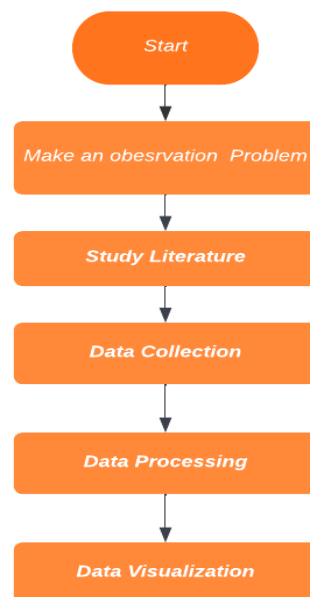 Start
Make an obesrvation Problem
Study Literature
Data Collection
Data Processing
Data Visualization